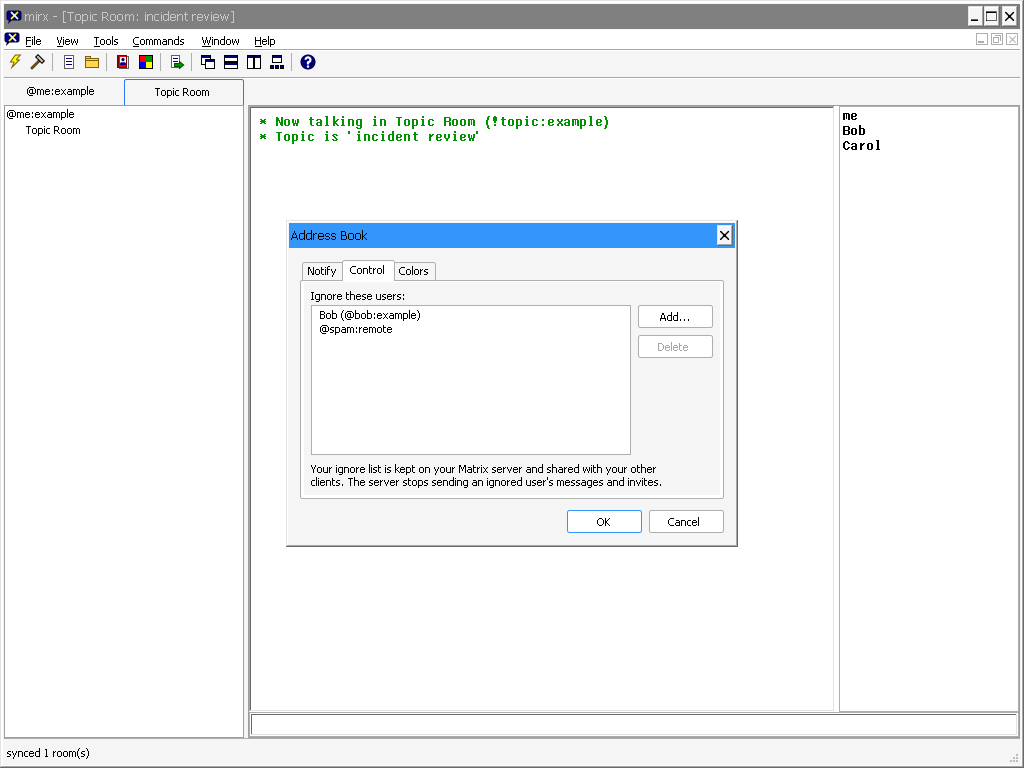 mirx - [Topic Room: incident review]
File View Tools Commands Window Help
@me:example Topic Room
@me:example
Topic Room
* Now talking in Topic Room (!topic:example)
* Topic is 'incident review'
me
Bob
Carol
Address Book
Notify Control Colors
Ignore these users:
Bob (@bob:example)
@spam:remote
Add...
Delete
Your ignore list is kept on your Matrix server and shared with your other
clients. The server stops sending an ignored user's messages and invites.
OK Cancel
synced 1 room(s)